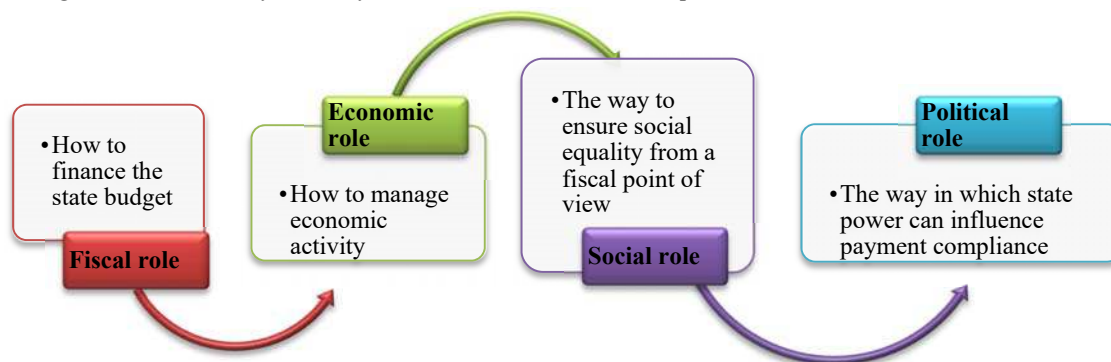 •How to
finance the
state budget
Fiscal role
Economic
role
•How to manage
economic
activity
•The way to
ensure social
equality from a
fiscal point of
view
Social role
Political
role
•The way in which state
power can influence
payment compliance